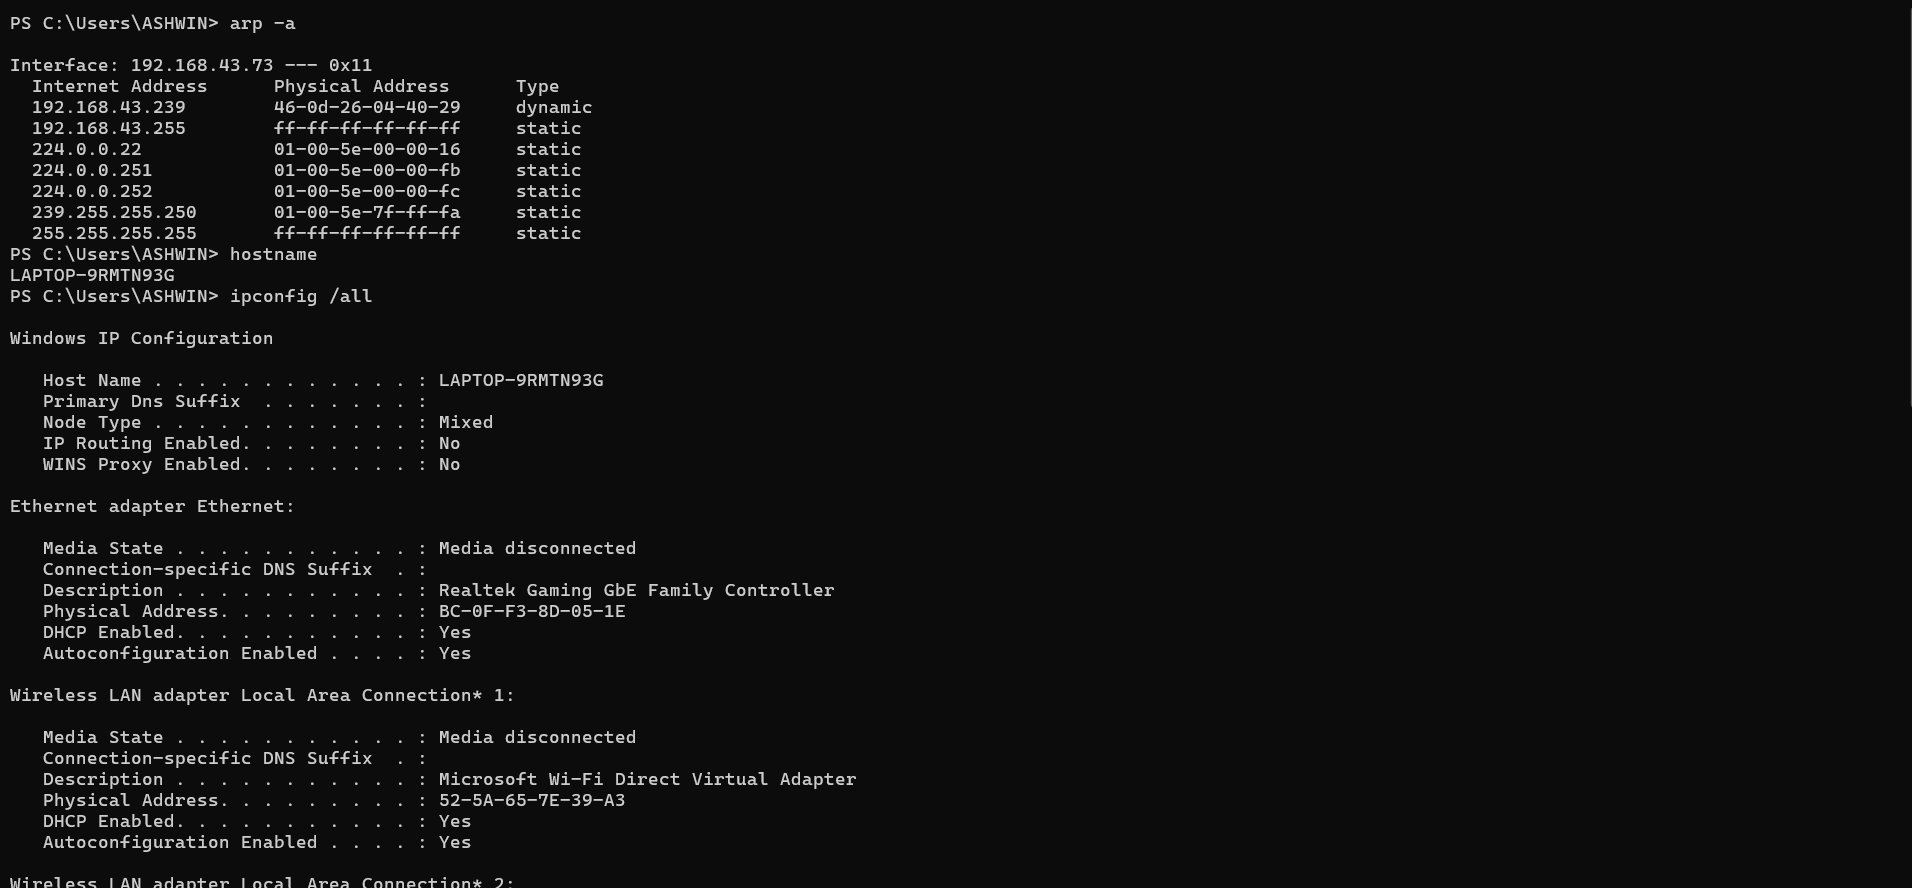 PS C:\Users\ASHWIN> arp -a
Interface: 192.168.43.73 --- 0x11
  Internet Address      Physical Address      Type
  192.168.43.239        46-0d-26-04-40-29     dynamic
  192.168.43.255        ff-ff-ff-ff-ff-ff     static
  224.0.0.22            01-00-5e-00-00-16     static
  224.0.0.251           01-00-5e-00-00-fb     static
  224.0.0.252           01-00-5e-00-00-fc     static
  239.255.255.250       01-00-5e-7f-ff-fa     static
  255.255.255.255       ff-ff-ff-ff-ff-ff     static
PS C:\Users\ASHWIN> hostname
LAPTOP-9RMTN93G
PS C:\Users\ASHWIN> ipconfig /all
Windows IP Configuration
   Host Name . . . . . . . . . . . . : LAPTOP-9RMTN93G
   Primary Dns Suffix  . . . . . . . :
   Node Type . . . . . . . . . . . . : Mixed
   IP Routing Enabled. . . . . . . . : No
   WINS Proxy Enabled. . . . . . . . : No
Ethernet adapter Ethernet:
   Media State . . . . . . . . . . . : Media disconnected
   Connection-specific DNS Suffix  . :
   Description . . . . . . . . . . . : Realtek Gaming GbE Family Controller
   Physical Address. . . . . . . . . : BC-0F-F3-8D-05-1E
   DHCP Enabled. . . . . . . . . . . : Yes
   Autoconfiguration Enabled . . . . : Yes
Wireless LAN adapter Local Area Connection* 1:
   Media State . . . . . . . . . . . : Media disconnected
   Connection-specific DNS Suffix  . :
   Description . . . . . . . . . . . : Microsoft Wi-Fi Direct Virtual Adapter
   Physical Address. . . . . . . . . : 52-5A-65-7E-39-A3
   DHCP Enabled. . . . . . . . . . . : Yes
   Autoconfiguration Enabled . . . . : Yes
Wireless LAN adapter Local Area Connection* 2: